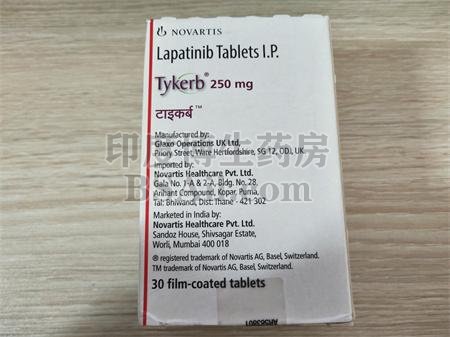 NOVARTIS
Lapatinib Tablets I.P.
Tykerb® 250 mg
टाइकर्ब™
Manufactured by:
Glaxo Operations UK Ltd,
Priory Street, Ware Hertfordshire, SG 12, ODJ, UK.
Imported by:
Novartis Healthcare Pvt. Ltd.
Gala No. 1-A & 2-A, Bldg. No. 28,
Arihant Compound, Kopar, Purna,
Tal: Bhiwandi, Dist: Thane - 421 302
Marketed in India by:
Novartis Healthcare Pvt. Ltd.
Sandoz House, Shivsagar Estate,
Worli, Mumbai 400 018
® registered trademark of Novartis AG, Basel, Switzerland.
TM trademark of Novartis AG, Basel, Switzerland.
30 film-coated tablets